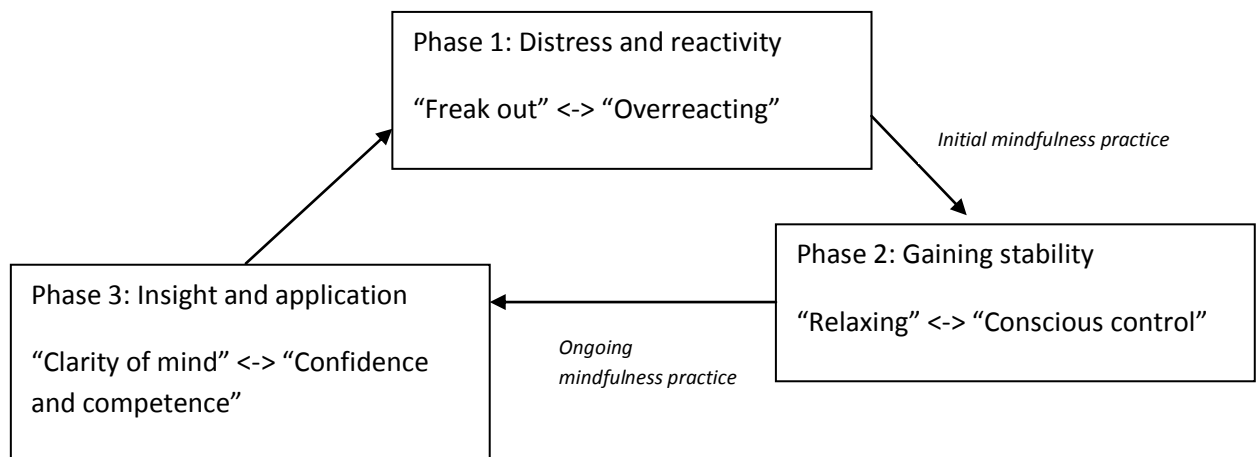 Phase 1: Distress and reactivity
“Freak out” <-> “Overreacting”
Initial mindfulness practice
Phase 2: Gaining stability
“Relaxing” <-> “Conscious control”
Phase 3: Insight and application
“Clarity of mind” <-> “Confidence
and competence”
Ongoing
mindfulness practice